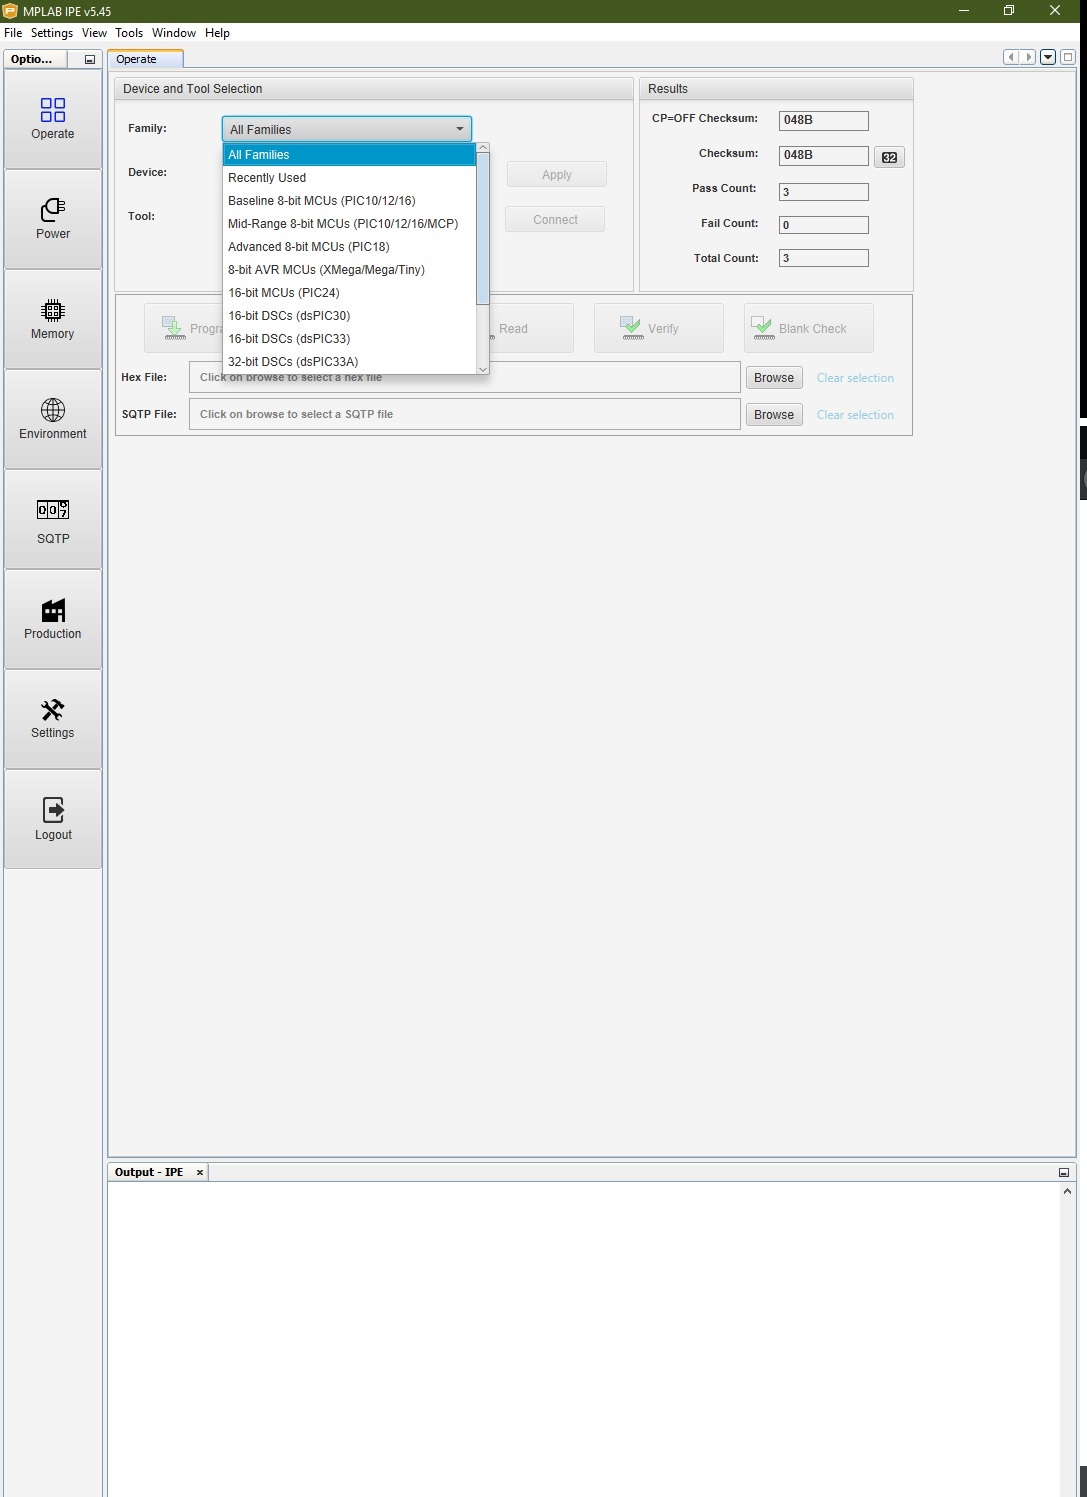 MPLAB IPE v5.45
File Settings View Tools Window Help
Optio...
Operate
Operate
Power
Memory
Environment
SQTP
Production
Settings
Logout
Device and Tool Selection
Family: All Families
All Families
Recently Used
Baseline 8-bit MCUs (PIC10/12/16)
Mid-Range 8-bit MCUs (PIC10/12/16/MCP)
Advanced 8-bit MCUs (PIC18)
8-bit AVR MCUs (XMega/Mega/Tiny)
16-bit MCUs (PIC24)
16-bit DSCs (dsPIC30)
16-bit DSCs (dsPIC33)
32-bit DSCs (dsPIC33A)
Device: Apply
Tool: Connect
Results
CP=OFF Checksum: 048B
Checksum: 048B 32
Pass Count: 3
Fail Count: 0
Total Count: 3
Progra Read Verify Blank Check
Hex File: Click on browse to select a hex file Browse Clear selection
SQTP File: Click on browse to select a SQTP file Browse Clear selection
Output - IPE